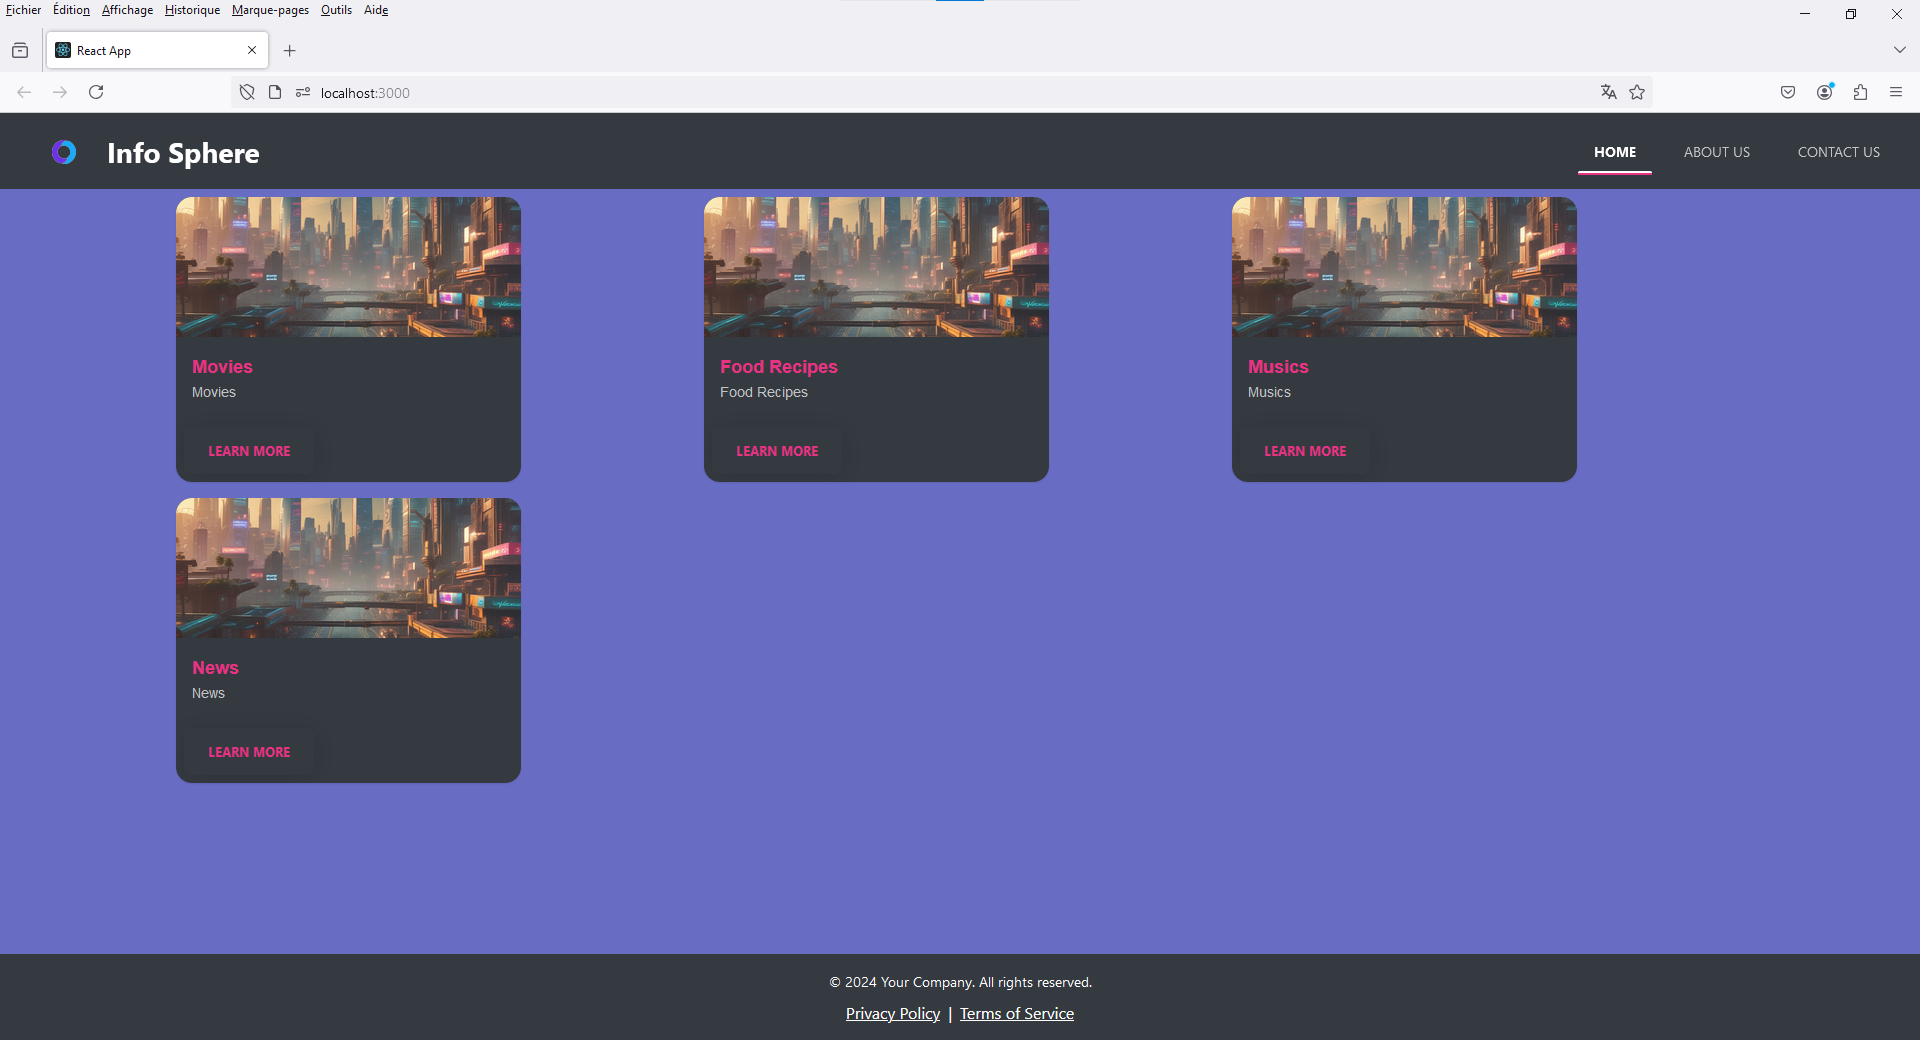 Fichier Édition Affichage Historique Marque-pages Outils Aide
React App
localhost:3000
Info Sphere
HOME ABOUT US CONTACT US
Movies
Movies
LEARN MORE
Food Recipes
Food Recipes
LEARN MORE
Musics
Musics
LEARN MORE
News
News
LEARN MORE
© 2024 Your Company. All rights reserved.
Privacy Policy | Terms of Service